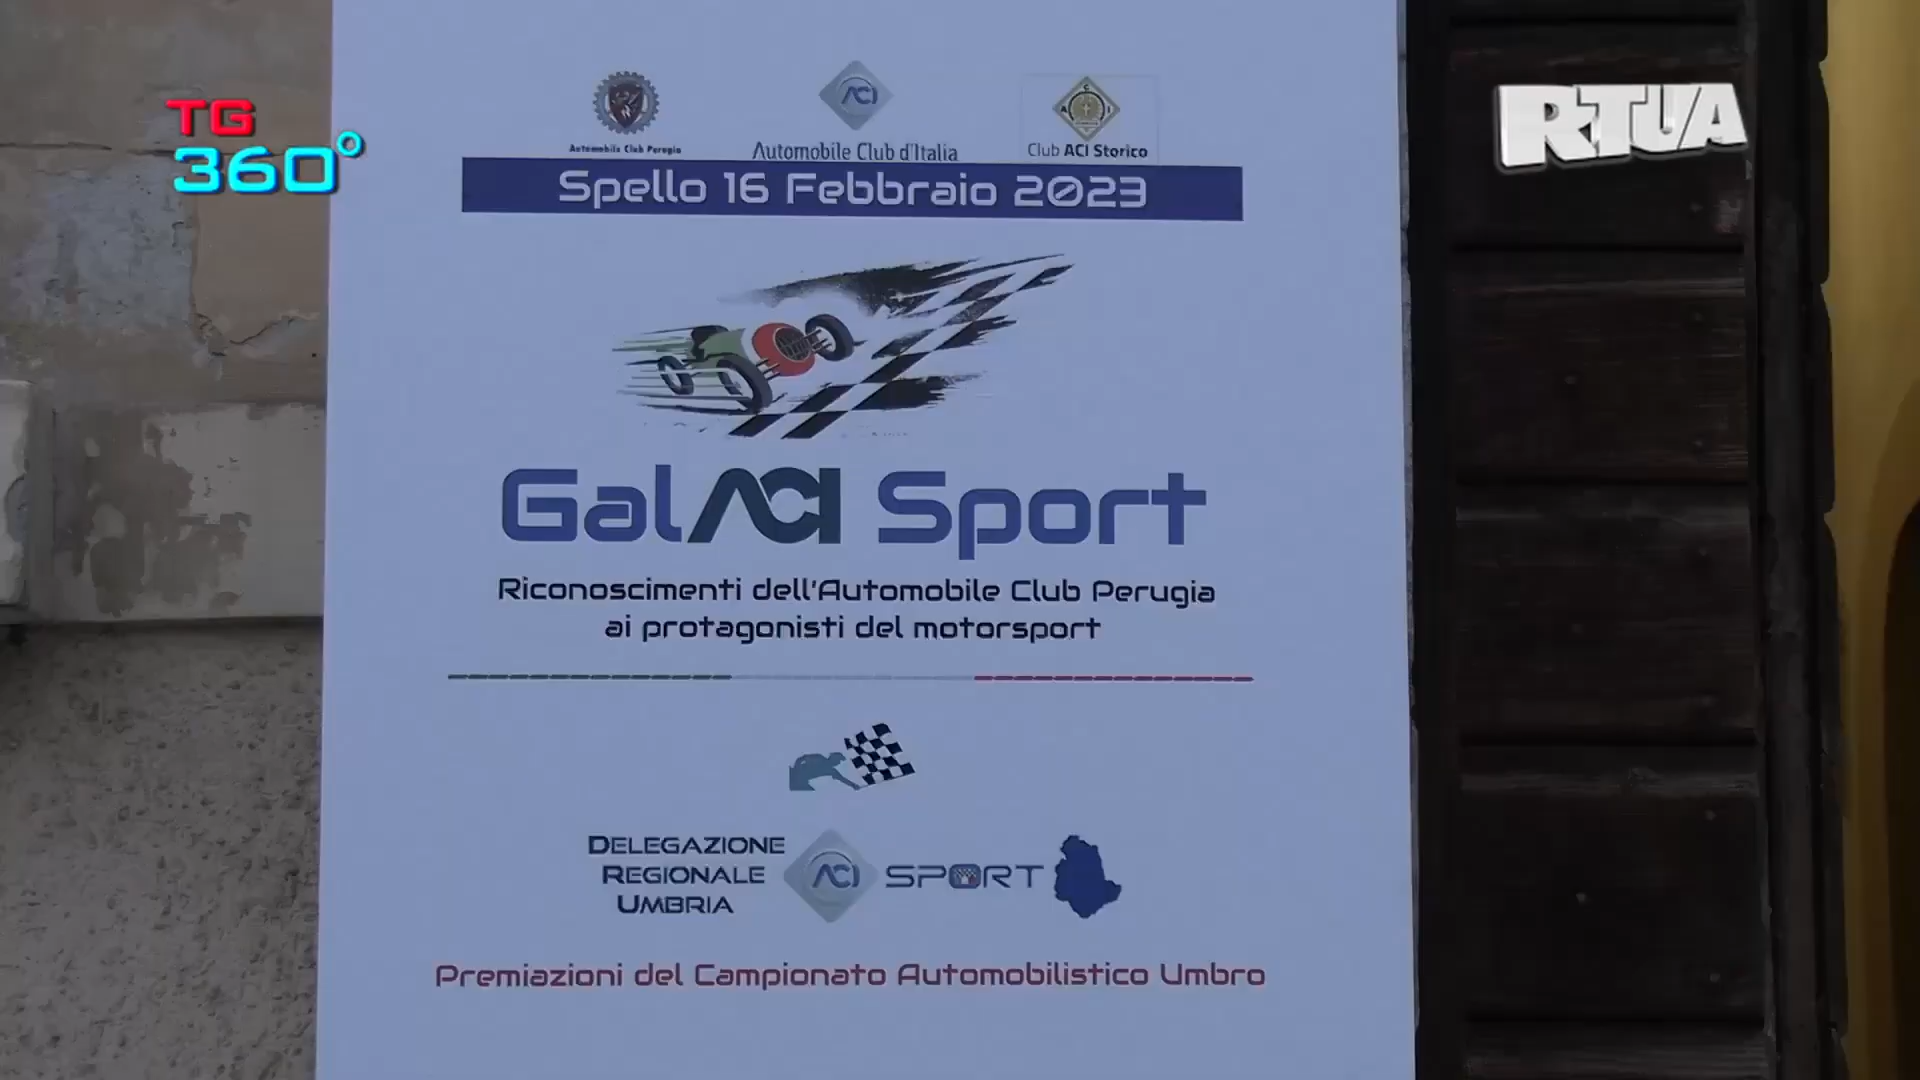 TG
360°
RTUA
Automobile Club Perugia
ACI
Automobile Club d'Italia
A C I
Club ACI Storico
Spello 16 Febbraio 2023
GalACI Sport
Riconoscimenti dell'Automobile Club Perugia
ai protagonisti del motorsport
DELEGAZIONE
REGIONALE
UMBRIA
ACI SPORT
Premiazioni del Campionato Automobilistico Umbro